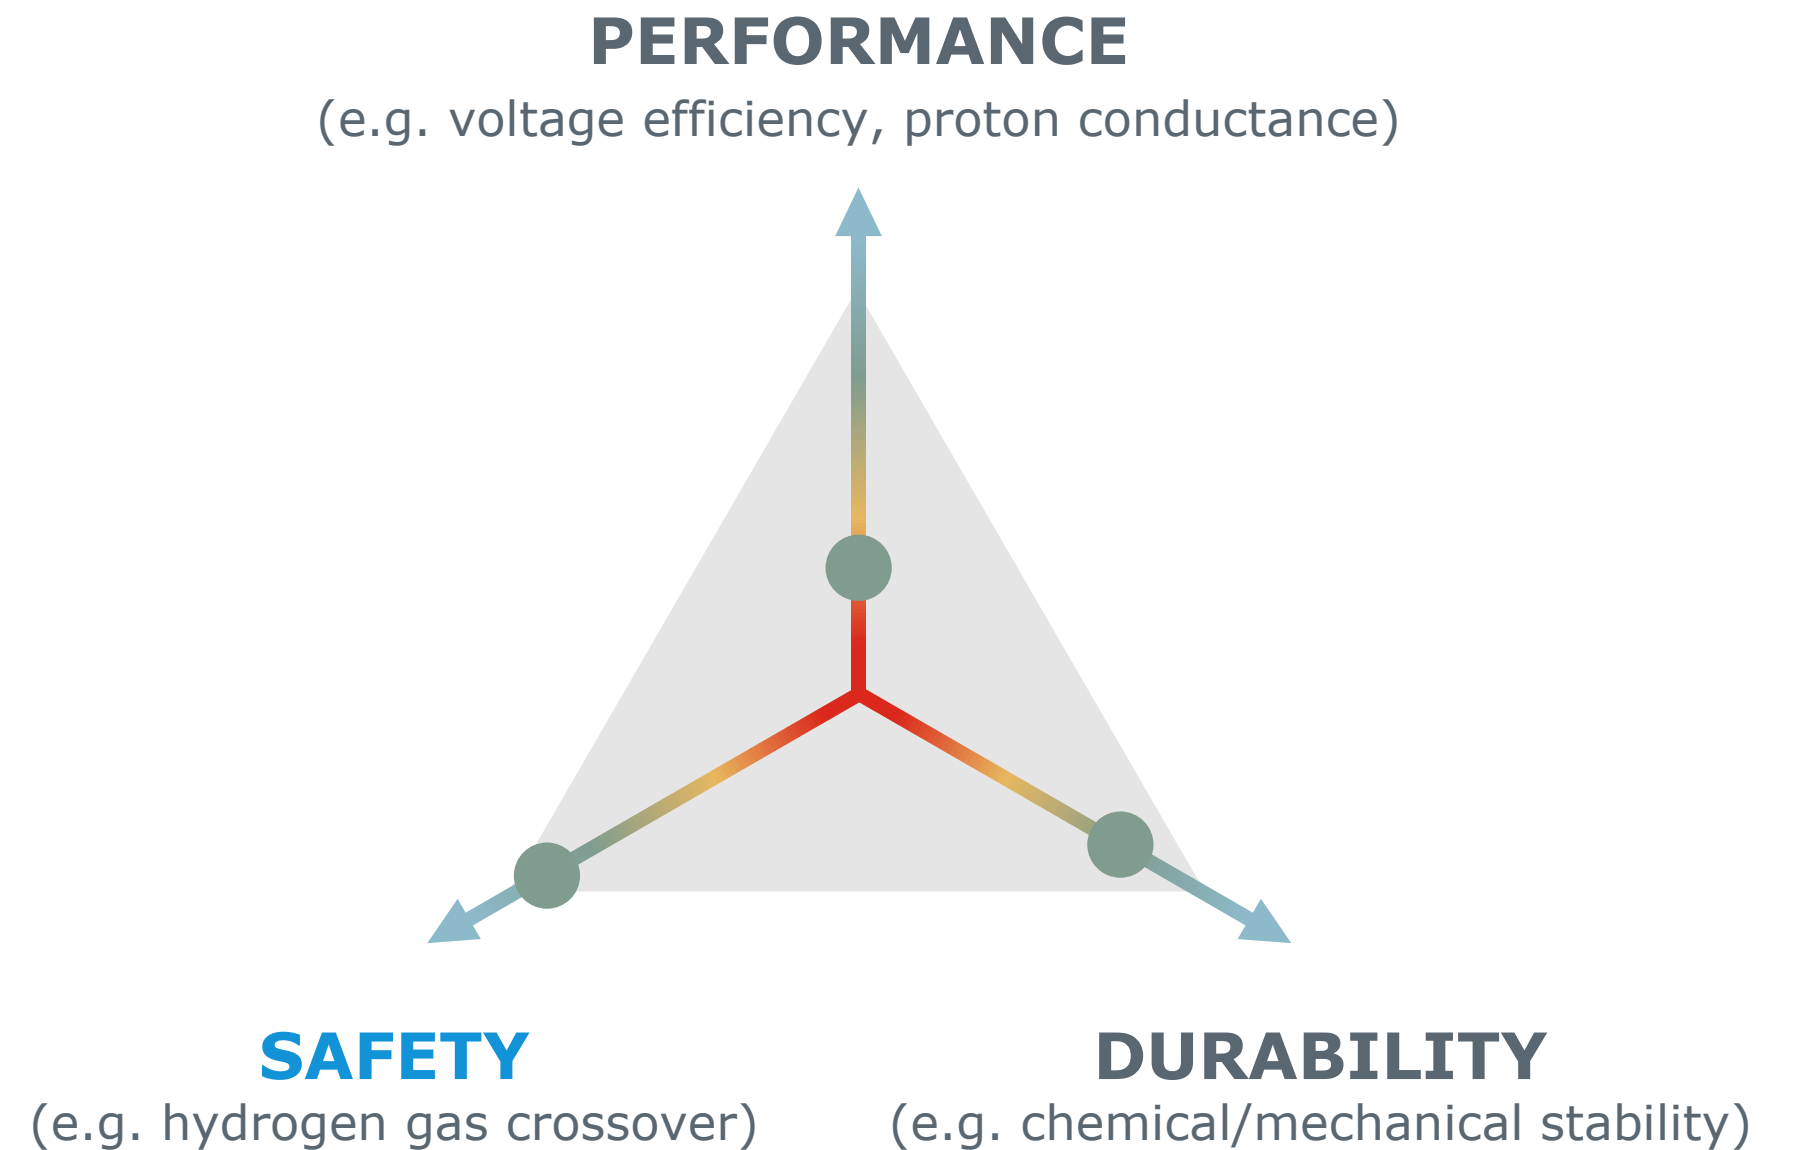 PERFORMANCE
(e.g. voltage efficiency, proton conductance)
SAFETY
(e.g. hydrogen gas crossover)
DURABILITY
(e.g. chemical/mechanical stability)